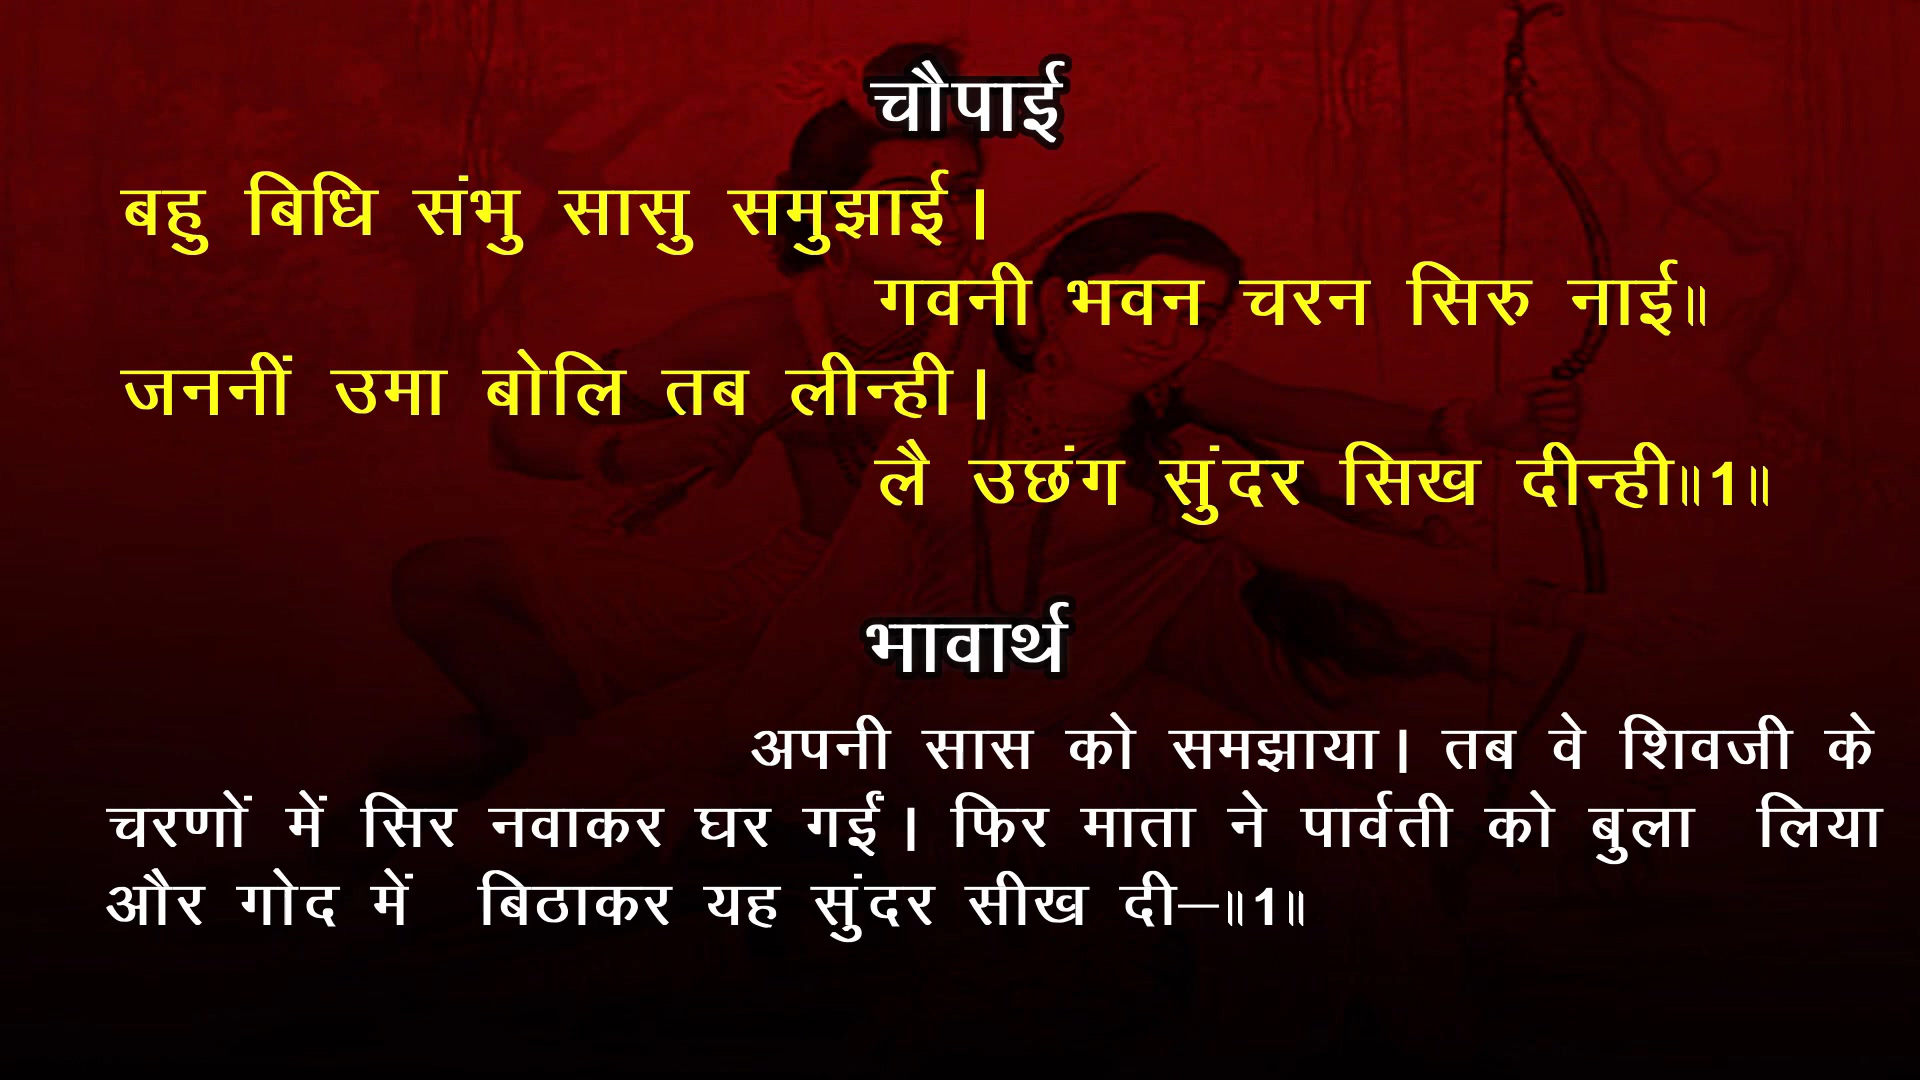 चौपाई
बहु बिधि संभु सासु समुझाई।
गवनी भवन चरन सिरु नाई॥
जननीं उमा बोलि तब लीन्ही।
लै उछंग सुंदर सिख दीन्ही॥1॥
भावार्थ
अपनी सास को समझाया। तब वे शिवजी के
चरणों में सिर नवाकर घर गईं। फिर माता ने पार्वती को बुला लिया
और गोद में बिठाकर यह सुंदर सीख दी–॥1॥